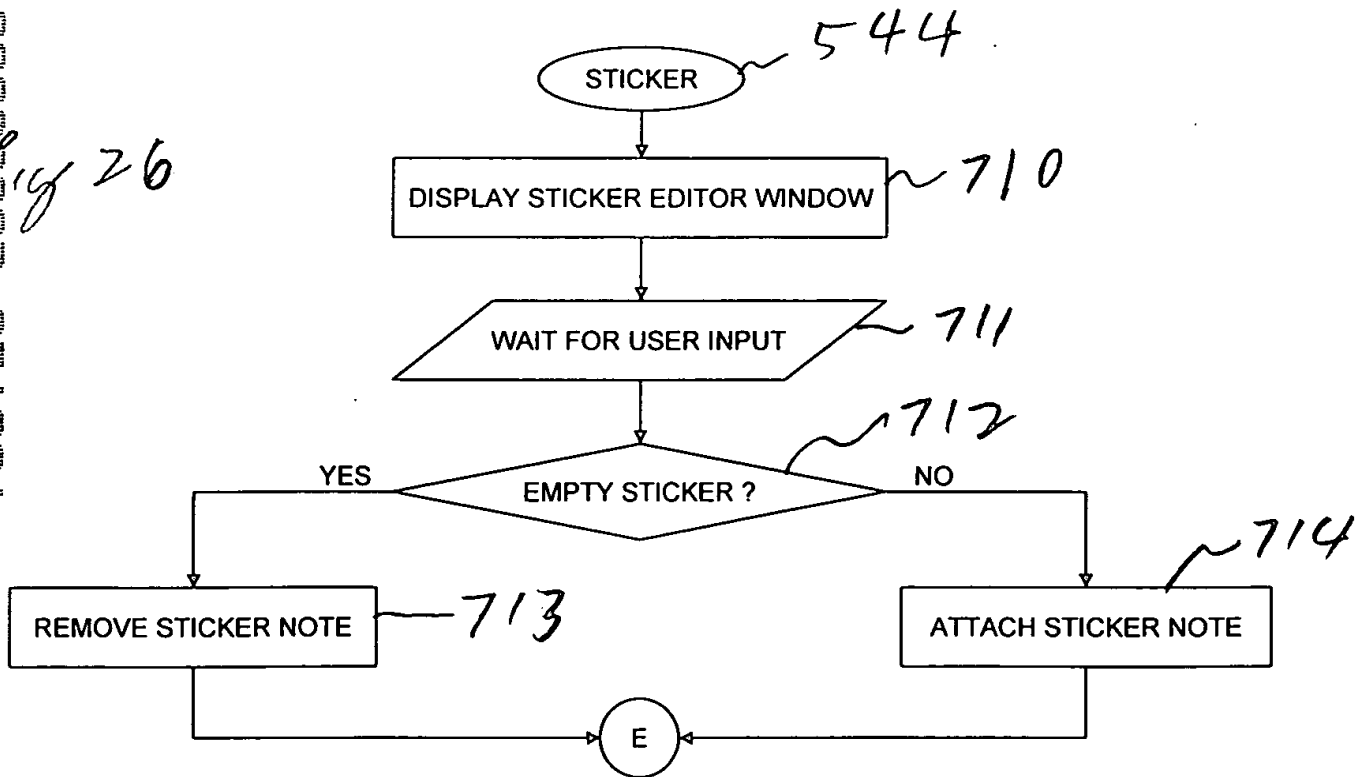 544
STICKER
Fig 26
DISPLAY STICKER EDITOR WINDOW
710
WAIT FOR USER INPUT
711
712
YES
EMPTY STICKER ?
NO
714
REMOVE STICKER NOTE
713
ATTACH STICKER NOTE
E